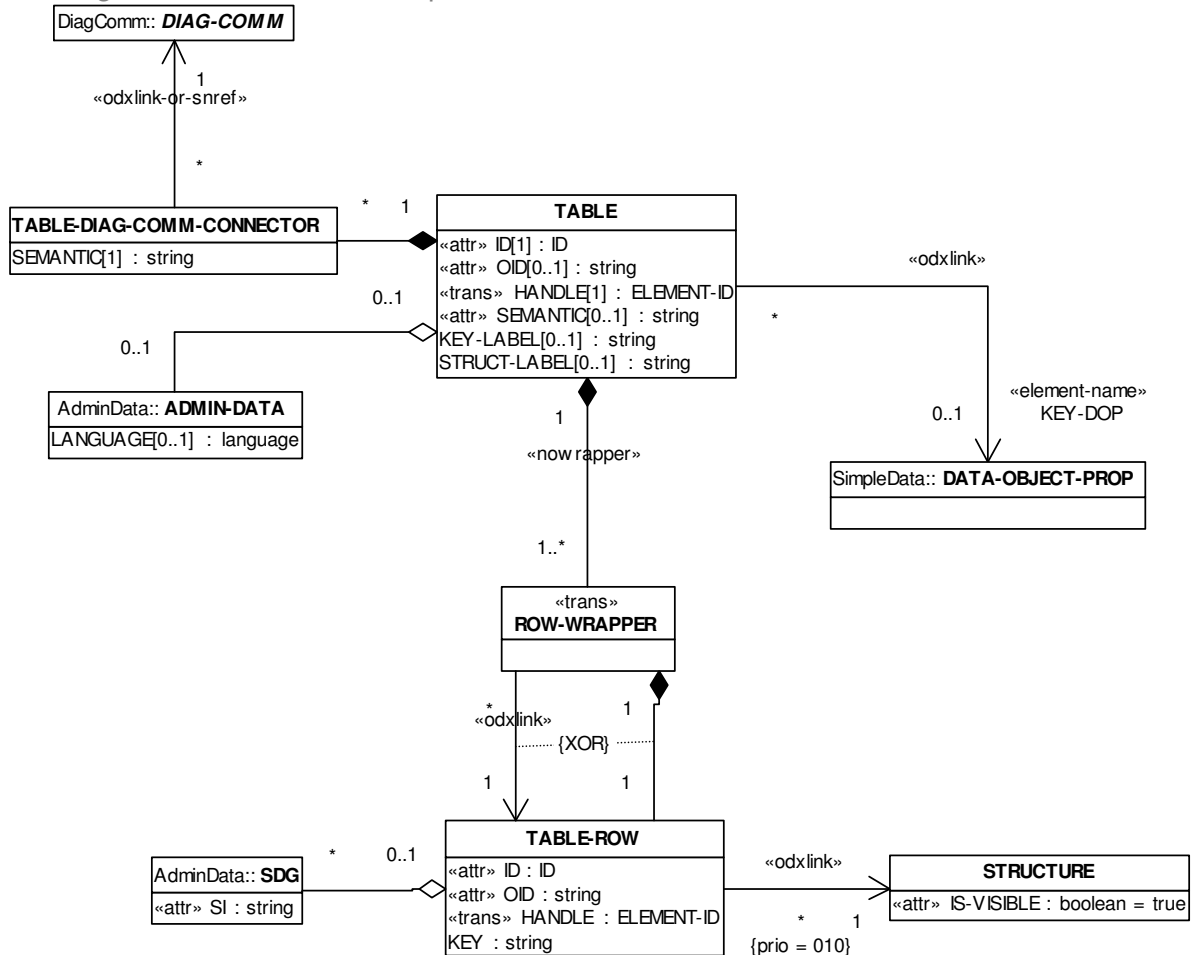 DiagComm:: DIAG-COMM
1
«odxlink-or-snref»
*
TABLE-DIAG-COMM-CONNECTOR
SEMANTIC[1] : string
* 1
TABLE
«attr» ID[1] : ID
«attr» OID[0..1] : string
«trans» HANDLE[1] : ELEMENT-ID
«attr» SEMANTIC[0..1] : string
KEY-LABEL[0..1] : string
STRUCT-LABEL[0..1] : string
«odxlink»
*
0..1
0..1
AdminData:: ADMIN-DATA
LANGUAGE[0..1] : language
«element-name»
KEY-DOP
0..1
SimpleData:: DATA-OBJECT-PROP
1
«nowrapper»
1..*
«trans»
ROW-WRAPPER
*
«odxlink»
1
{XOR}
1
1
TABLE-ROW
«attr» ID : ID
«attr» OID : string
«trans» HANDLE : ELEMENT-ID
KEY : string
* 0..1
AdminData:: SDG
«attr» SI : string
«odxlink»
* 1
{prio = 010}
STRUCTURE
«attr» IS-VISIBLE : boolean = true